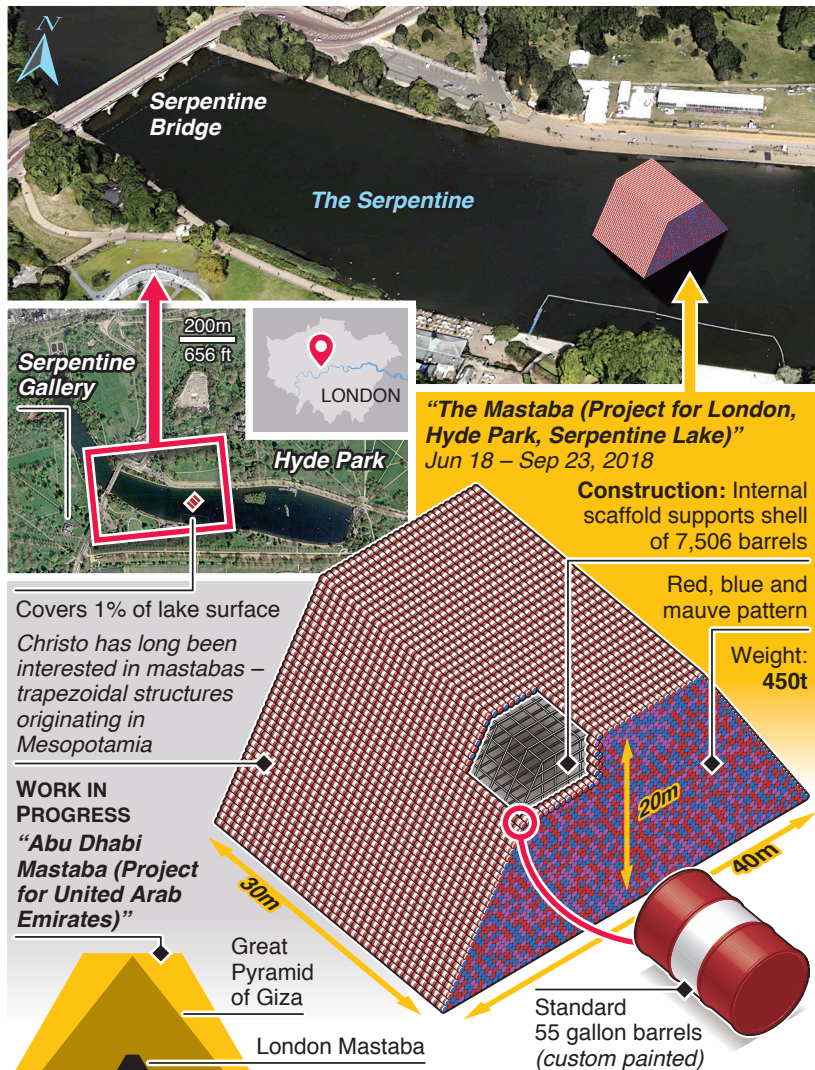 N
Serpentine
Bridge
The Serpentine
200m
656 ft
Serpentine
Gallery
LONDON
Hyde Park
“The Mastaba (Project for London,
Hyde Park, Serpentine Lake)”
Jun 18 – Sep 23, 2018
Construction: Internal
scaffold supports shell
of 7,506 barrels
Red, blue and
mauve pattern
Weight:
450t
Covers 1% of lake surface
Christo has long been
interested in mastabas –
trapezoidal structures
originating in
Mesopotamia
WORK IN
PROGRESS
“Abu Dhabi
Mastaba (Project
for United Arab
Emirates)”
Great
Pyramid
of Giza
London Mastaba
30m
20m
40m
Standard
55 gallon barrels
(custom painted)